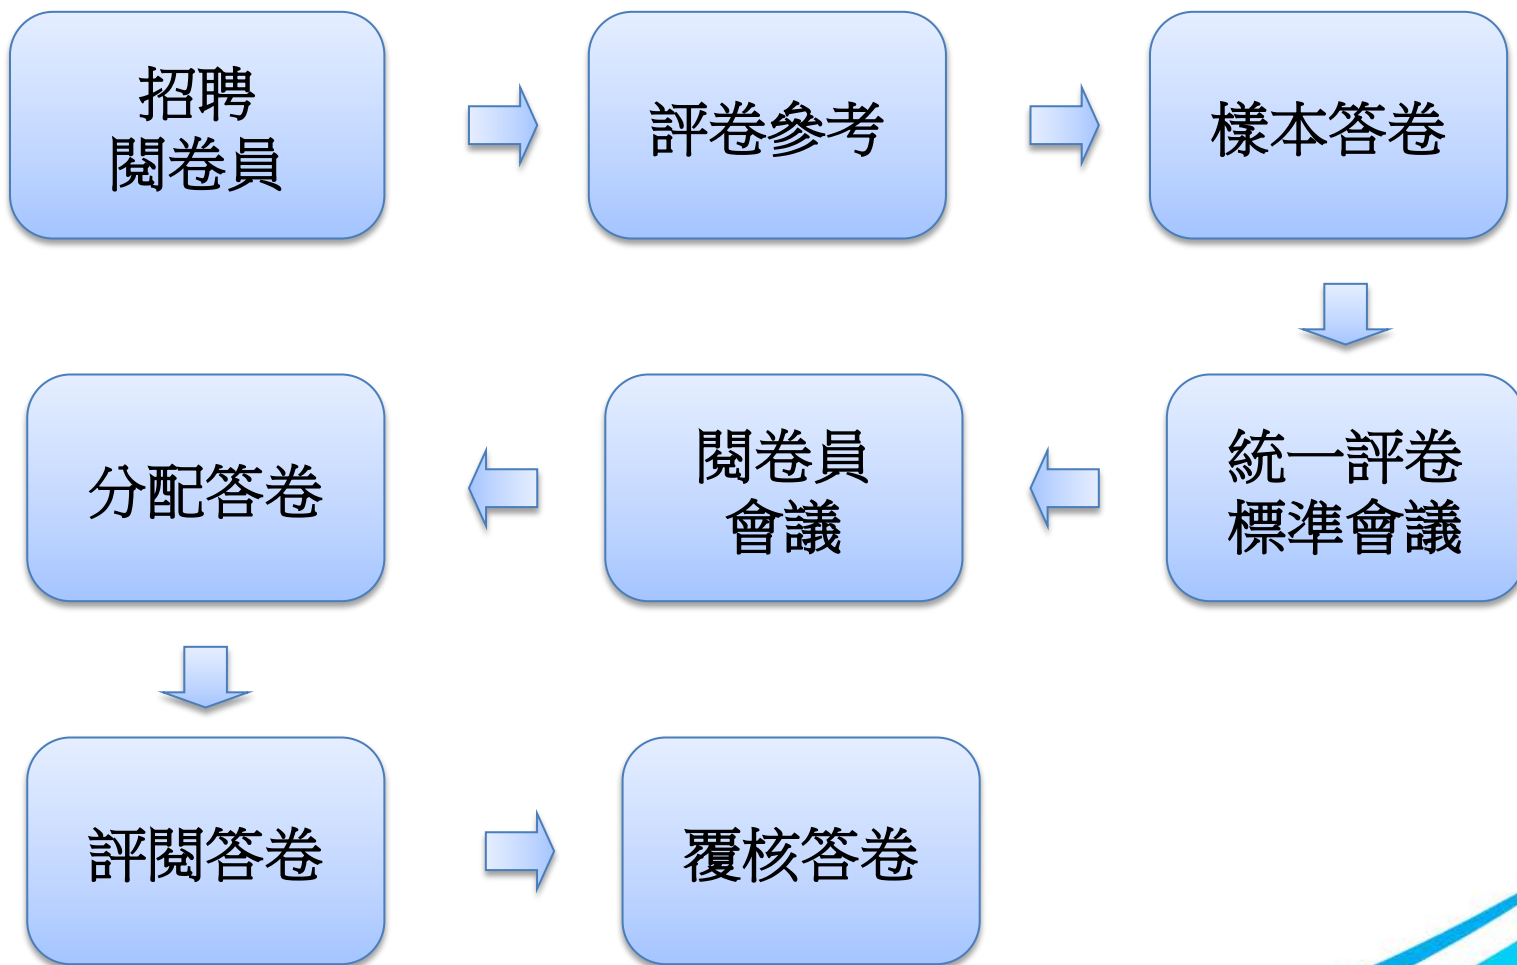 招聘
閱卷員
評卷參考
樣本答卷
統一評卷
標準會議
閱卷員
會議
分配答卷
評閱答卷
覆核答卷